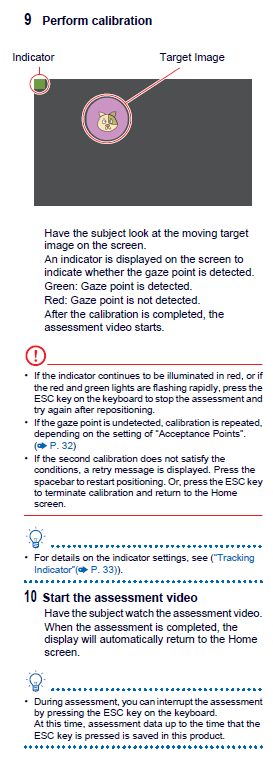 9 Perform calibration
Indicator
Target Image
Have the subject look at the moving target
image on the screen.
An indicator is displayed on the screen to
indicate whether the gaze point is detected.
Green: Gaze point is detected.
Red: Gaze point is not detected.
After the calibration is completed, the
assessment video starts.
• If the indicator continues to be illuminated in red, or if
the red and green lights are flashing rapidly, press the
ESC key on the keyboard to stop the assessment and
try again after repositioning.
• If the gaze point is undetected, calibration is repeated,
depending on the setting of “Acceptance Points”.
(➡ P. 32)
• If the second calibration does not satisfy the
conditions, a retry message is displayed. Press the
spacebar to restart positioning. Or, press the ESC key
to terminate calibration and return to the Home
screen.
• For details on the indicator settings, see (“Tracking
Indicator”(➡ P. 33)).
10 Start the assessment video
Have the subject watch the assessment video.
When the assessment is completed, the
display will automatically return to the Home
screen.
• During assessment, you can interrupt the assessment
by pressing the ESC key on the keyboard.
At this time, assessment data up to the time that the
ESC key is pressed is saved in this product.